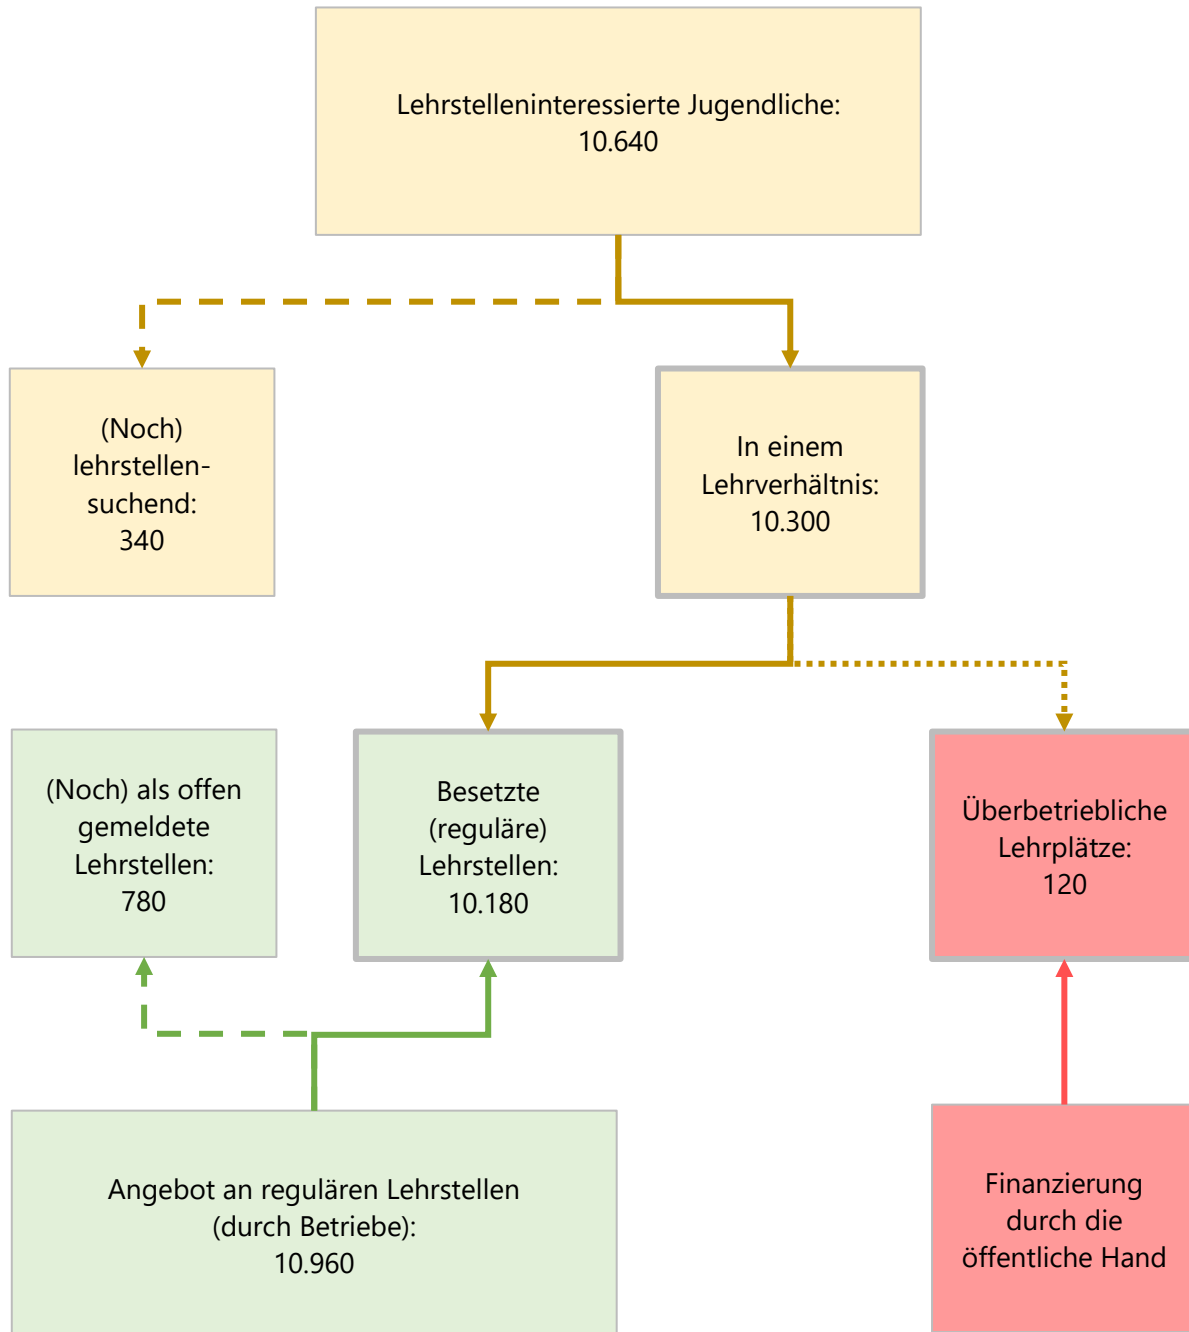 Lehrstelleninteressierte Jugendliche:
10.640
(Noch)
lehrstellen-
suchend:
340
In einem
Lehrverhältnis:
10.300
(Noch) als offen
gemeldete
Lehrstellen:
780
Besetzte
(reguläre)
Lehrstellen:
10.180
Überbetriebliche
Lehrplätze:
120
Angebot an regulären Lehrstellen
(durch Betriebe):
10.960
Finanzierung
durch die
öffentliche Hand